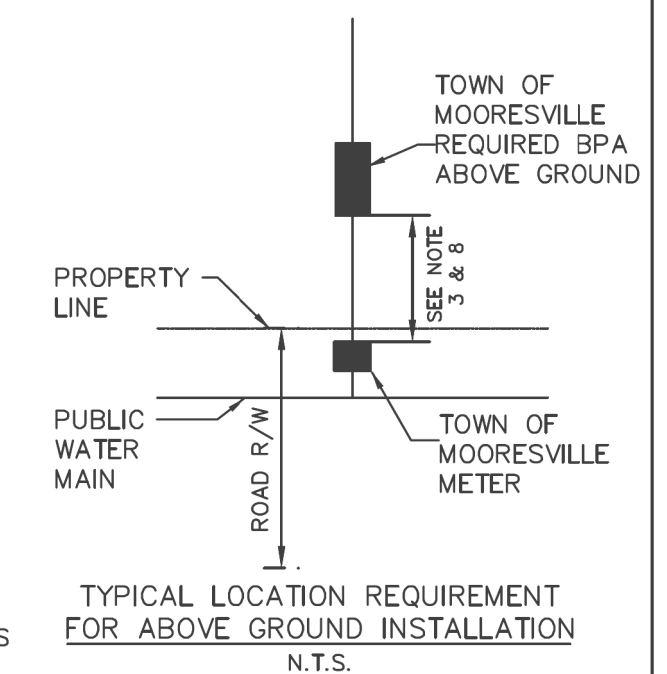 TOWN OF
MOORESVILLE
REQUIRED BPA
ABOVE GROUND
SEE NOTE
3 & 8
PROPERTY
LINE
PUBLIC
WATER
MAIN
ROAD R/W
TOWN OF
MOORESVILLE
METER
TYPICAL LOCATION REQUIREMENT
FOR ABOVE GROUND INSTALLATION
N.T.S.
S